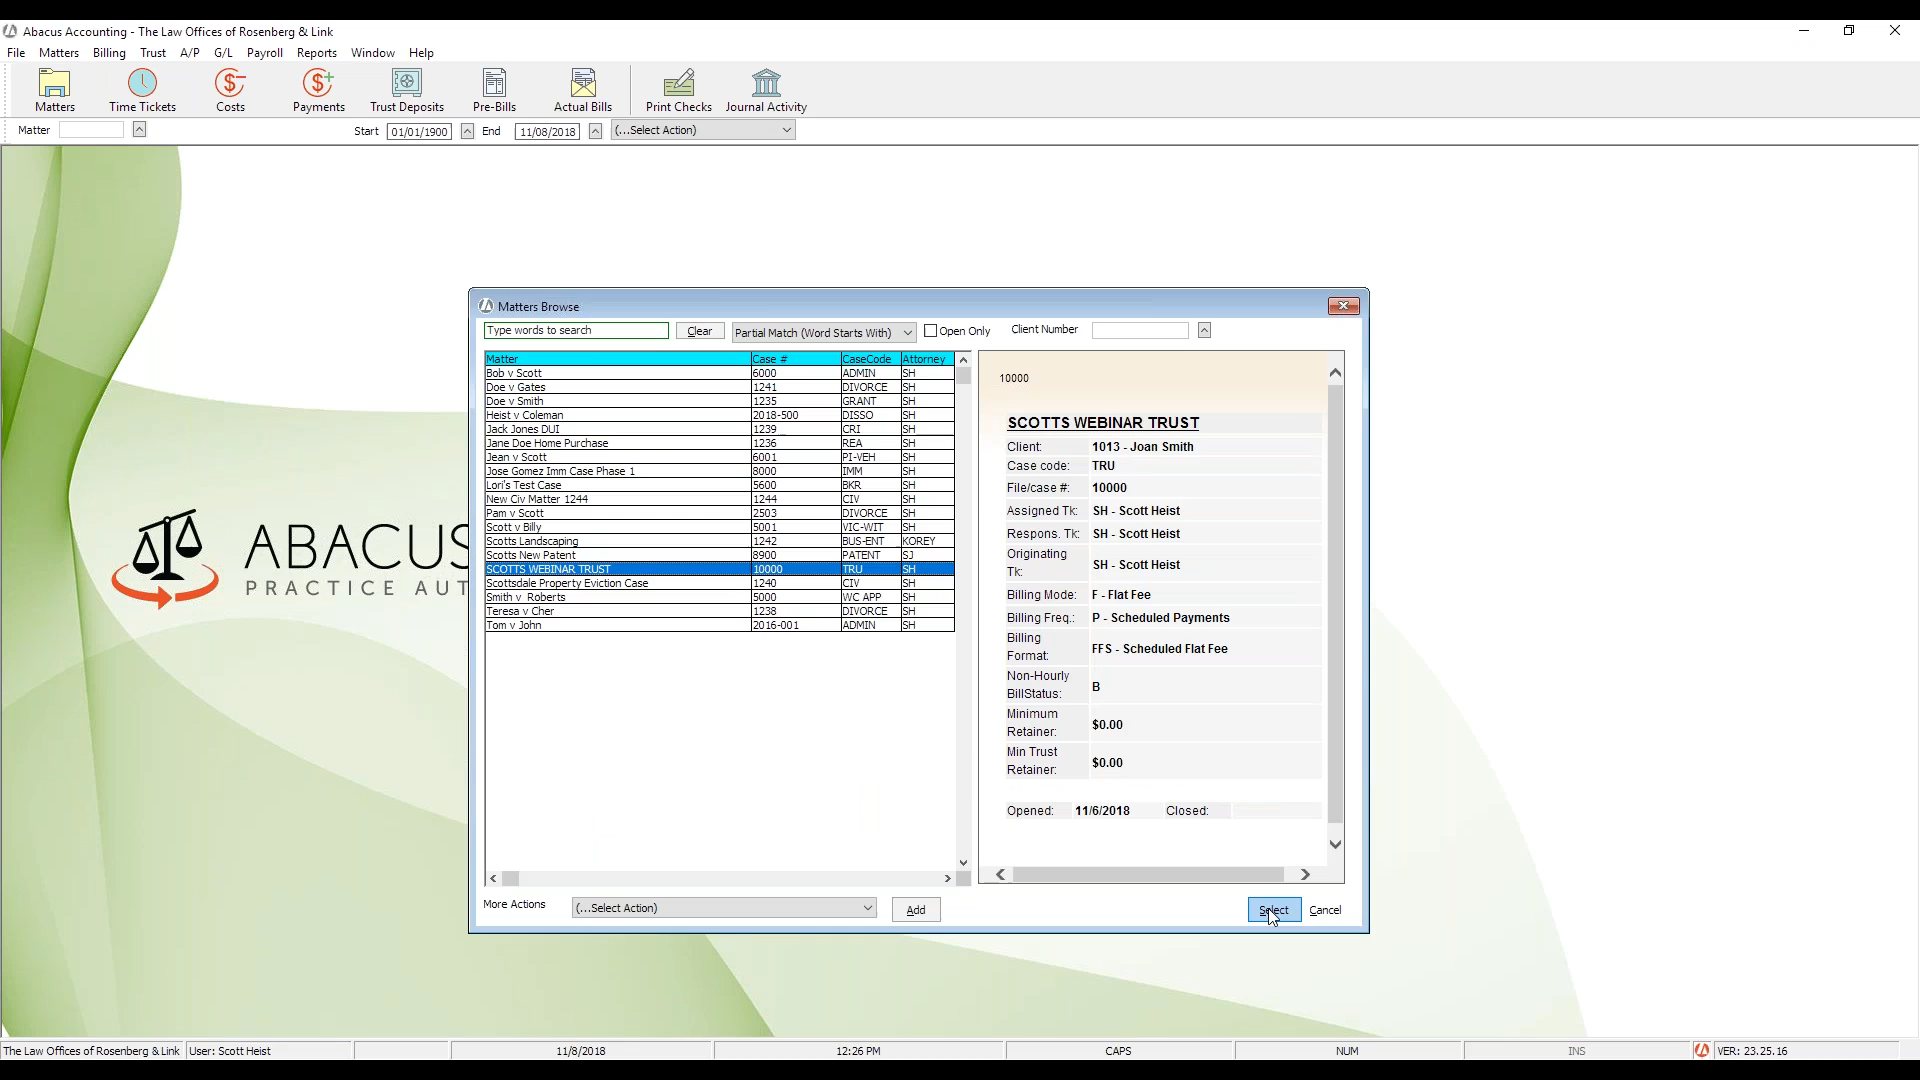 Abacus Accounting - The Law Offices of Rosenberg & Link
File Matters Billing Trust A/P G/L Payroll Reports Window Help
Matters Time Tickets Costs Payments Trust Deposits Pre-Bills Actual Bills Print Checks Journal Activity
Matter Start 01/01/1900 End 11/08/2018 (...Select Action)
ABACUS
PRACTICE AUT
Matters Browse
Type words to search Clear Partial Match (Word Starts With) Open Only Client Number
Matter Case # CaseCode Attorney
Bob v Scott 6000 ADMIN SH
Doe v Gates 1241 DIVORCE SH
Doe v Smith 1235 GRANT SH
Heist v Coleman 2018-500 DISSO SH
Jack Jones DUI 1239 CRI SH
Jane Doe Home Purchase 1236 REA SH
Jean v Scott 6001 PI-VEH SH
Jose Gomez Imm Case Phase 1 8000 IMM SH
Lori's Test Case 5600 BKR SH
New Civ Matter 1244 1244 CIV SH
Pam v Scott 2503 DIVORCE SH
Scott v Billy 5001 VIC-WIT SH
Scotts Landscaping 1242 BUS-ENT KOREY
Scotts New Patent 8900 PATENT SJ
SCOTTS WEBINAR TRUST 10000 TRU SH
Scottsdale Property Eviction Case 1240 CIV SH
Smith v Roberts 5000 WC APP SH
Teresa v Cher 1238 DIVORCE SH
Tom v John 2016-001 ADMIN SH
10000
SCOTTS WEBINAR TRUST
Client: 1013 - Joan Smith
Case code: TRU
File/case #: 10000
Assigned Tk: SH - Scott Heist
Respons. Tk: SH - Scott Heist
Originating
Tk: SH - Scott Heist
Billing Mode: F - Flat Fee
Billing Freq.: P - Scheduled Payments
Billing
Format: FFS - Scheduled Flat Fee
Non-Hourly
BillStatus: B
Minimum
Retainer: $0.00
Min Trust
Retainer: $0.00
Opened: 11/6/2018 Closed:
More Actions (...Select Action) Add Select Cancel
The Law Offices of Rosenberg & Link User: Scott Heist 11/8/2018 12:26 PM CAPS NUM INS VER: 23.25.16